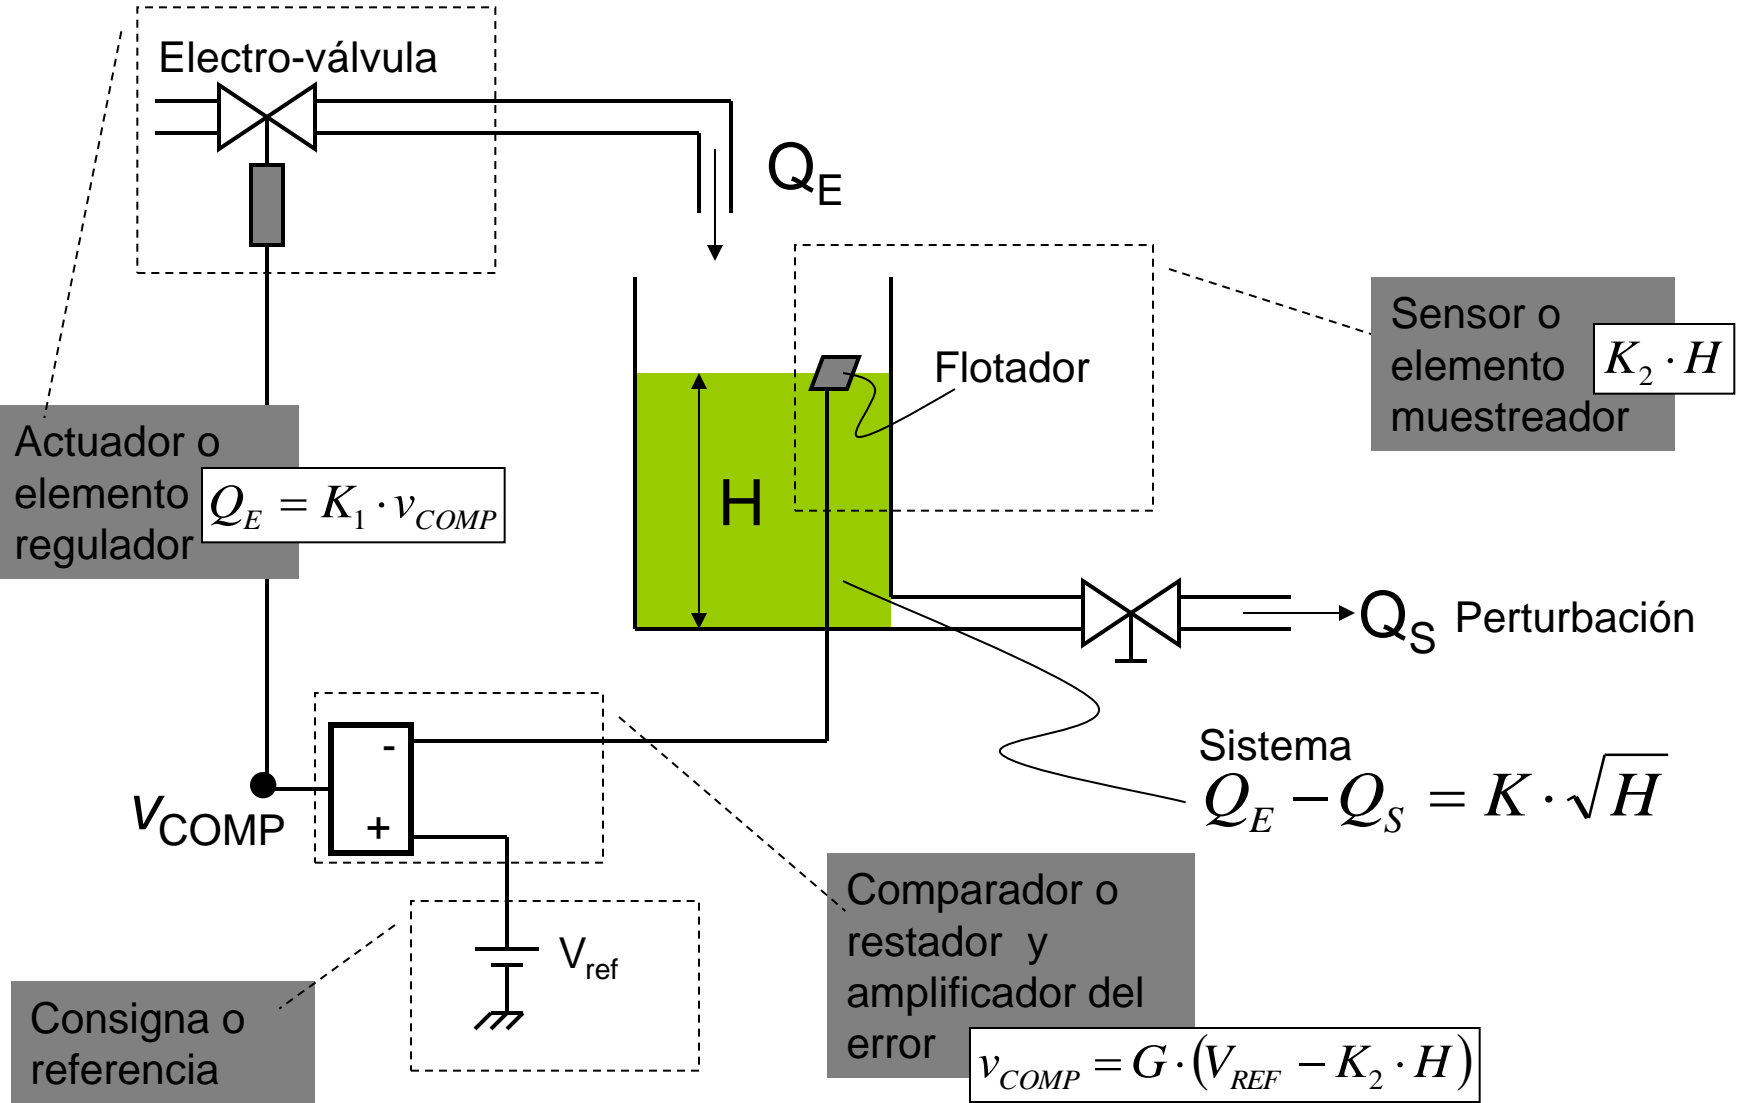 Electro-válvula
Q_E
Sensor o
elemento
muestreador
K_2 · H
Flotador
Actuador o
elemento
regulador
Q_E = K_1 · v_COMP
H
Q_S Perturbación
Sistema
Q_E − Q_S = K · √H
-
+
v_COMP
V_ref
Comparador o
restador y
amplificador del
error
v_COMP = G · (V_REF − K_2 · H)
Consigna o
referencia